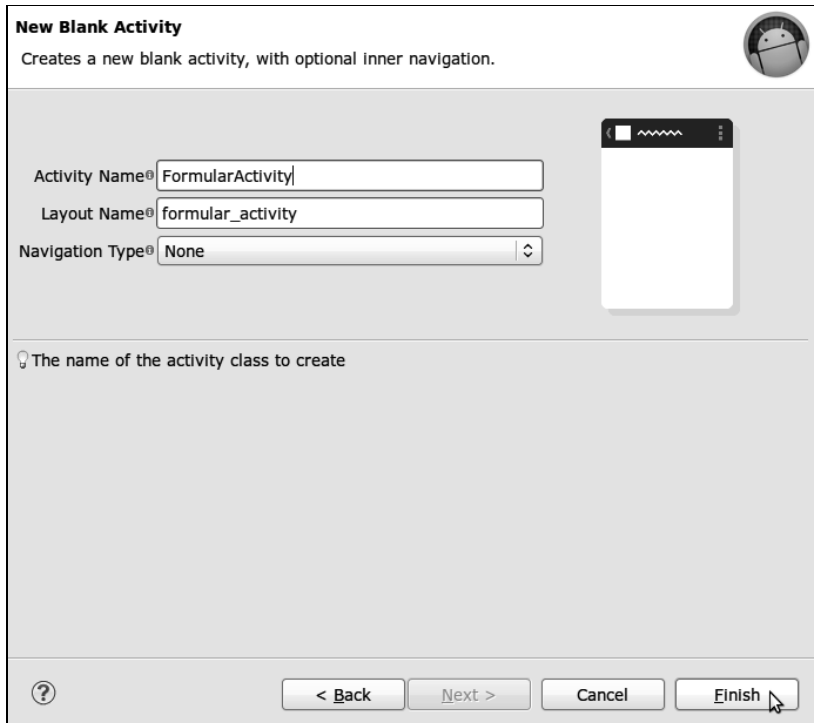 New Blank Activity
Creates a new blank activity, with optional inner navigation.
Activity Name FormularActivity
Layout Name formular_activity
Navigation Type None
The name of the activity class to create
?
< Back
Next >
Cancel
Finish